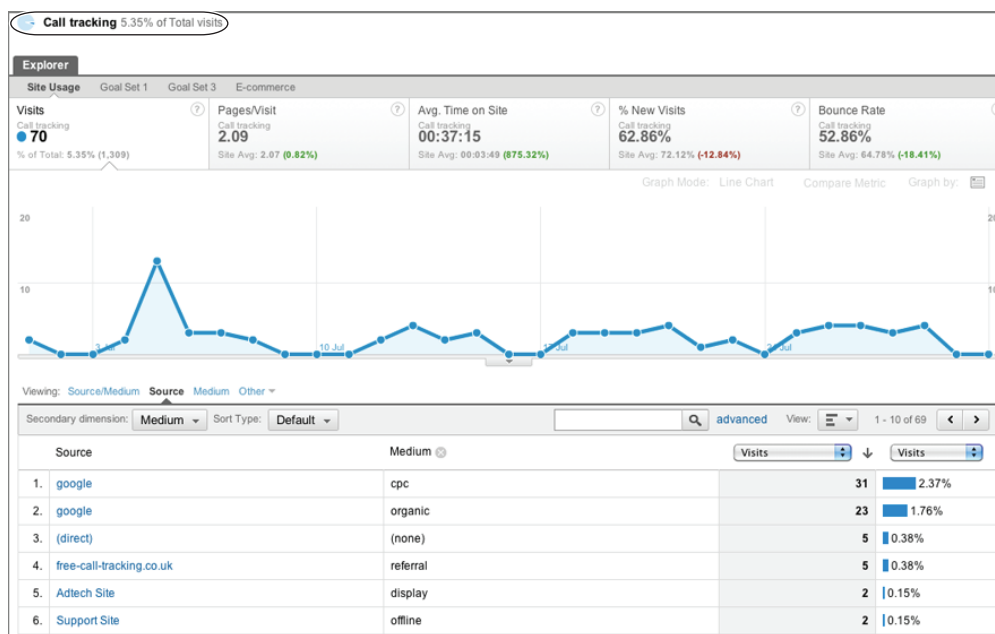 Call tracking 5.35% of Total visits
Explorer
Site Usage Goal Set 1 Goal Set 3 E-commerce
Visits ? Pages/Visit ? Avg. Time on Site ? % New Visits ? Bounce Rate
Call tracking Call tracking Call tracking Call tracking Call tracking
70 2.09 00:37:15 62.86% 52.86%
% of Total: 5.35% (1,309) Site Avg: 2.07 (0.82%) Site Avg: 00:03:49 (875.32%) Site Avg: 72.12% (-12.84%) Site Avg: 64.78% (-18.41%)
Graph Mode: Line Chart Compare Metric Graph by:
20
10
10 Jul
Viewing: Source/Medium Source Medium Other
Secondary dimension: Medium Sort Type: Default advanced View: 1 - 10 of 69
Source Medium Visits Visits
1. google cpc 31 2.37%
2. google organic 23 1.76%
3. (direct) (none) 5 0.38%
4. free-call-tracking.co.uk referral 5 0.38%
5. Adtech Site display 2 0.15%
6. Support Site offline 2 0.15%